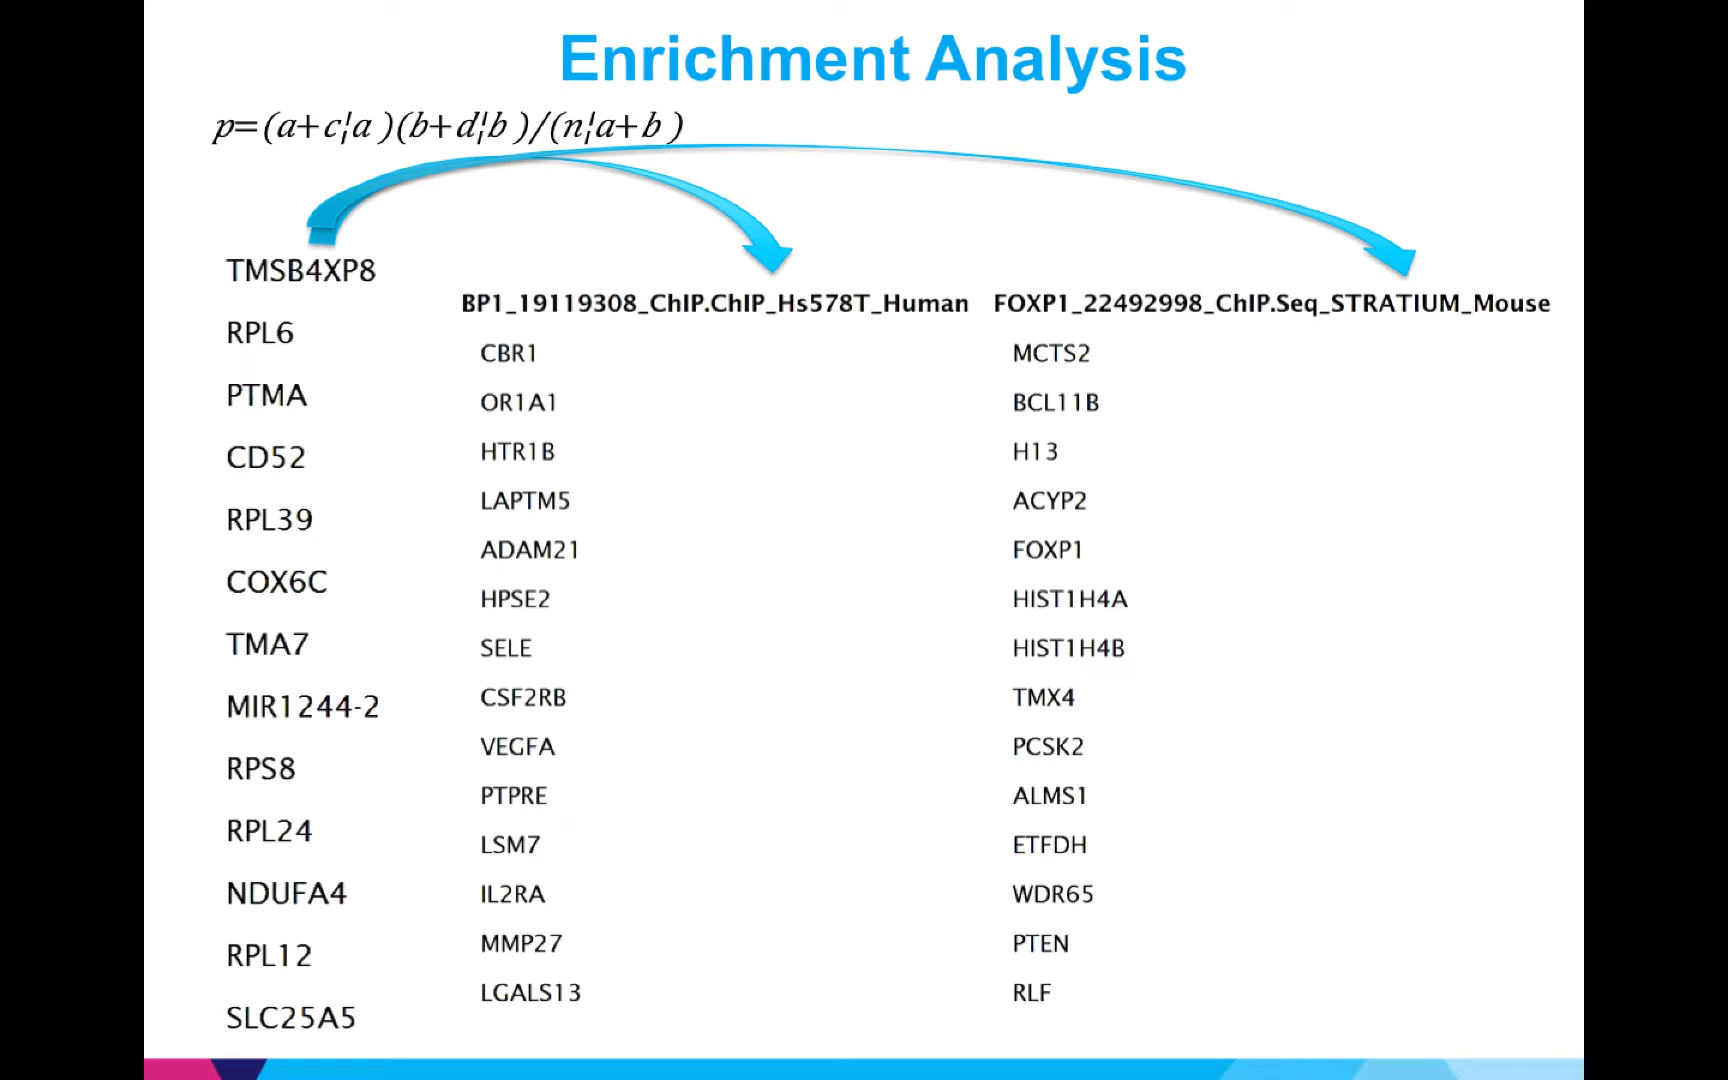 Enrichment Analysis
p=(a+c¦a )(b+d¦b )/(n¦a+b )
TMSB4XP8
RPL6
PTMA
CD52
RPL39
COX6C
TMA7
MIR1244-2
RPS8
RPL24
NDUFA4
RPL12
SLC25A5
BP1_19119308_ChIP.ChIP_Hs578T_Human
CBR1
OR1A1
HTR1B
LAPTM5
ADAM21
HPSE2
SELE
CSF2RB
VEGFA
PTPRE
LSM7
IL2RA
MMP27
LGALS13
FOXP1_22492998_ChIP.Seq_STRATIUM_Mouse
MCTS2
BCL11B
H13
ACYP2
FOXP1
HIST1H4A
HIST1H4B
TMX4
PCSK2
ALMS1
ETFDH
WDR65
PTEN
RLF